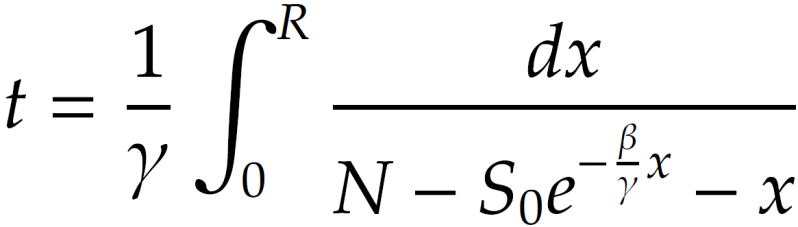 t = \frac{1}{\gamma} \int_0^R \frac{dx}{N - S_0 e^{-\frac{\beta}{\gamma} x} - x}